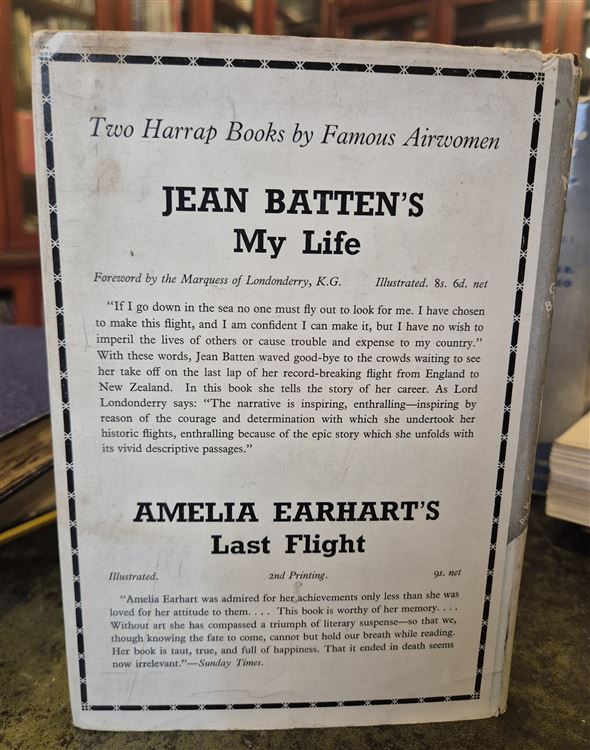 Two Harrap Books by Famous Airwomen
JEAN BATTEN'S
My Life
Foreword by the Marquess of Londonderry, K.G. Illustrated. 8s. 6d. net
"If I go down in the sea no one must fly out to look for me. I have chosen
to make this flight, and I am confident I can make it, but I have no wish to
imperil the lives of others or cause trouble and expense to my country."
With these words, Jean Batten waved good-bye to the crowds waiting to see
her take off on the last lap of her record-breaking flight from England to
New Zealand. In this book she tells the story of her career. As Lord
Londonderry says: "The narrative is inspiring, enthralling—inspiring by
reason of the courage and determination with which she undertook her
historic flights, enthralling because of the epic story which she unfolds with
its vivid descriptive passages."
AMELIA EARHART'S
Last Flight
Illustrated. 2nd Printing. 9s. net
"Amelia Earhart was admired for her achievements only less than she was
loved for her attitude to them. . . . This book is worthy of her memory. . . .
Without art she has compassed a triumph of literary suspense—so that we,
though knowing the fate to come, cannot but hold our breath while reading.
Her book is taut, true, and full of happiness. That it ended in death seems
now irrelevant."—Sunday Times.